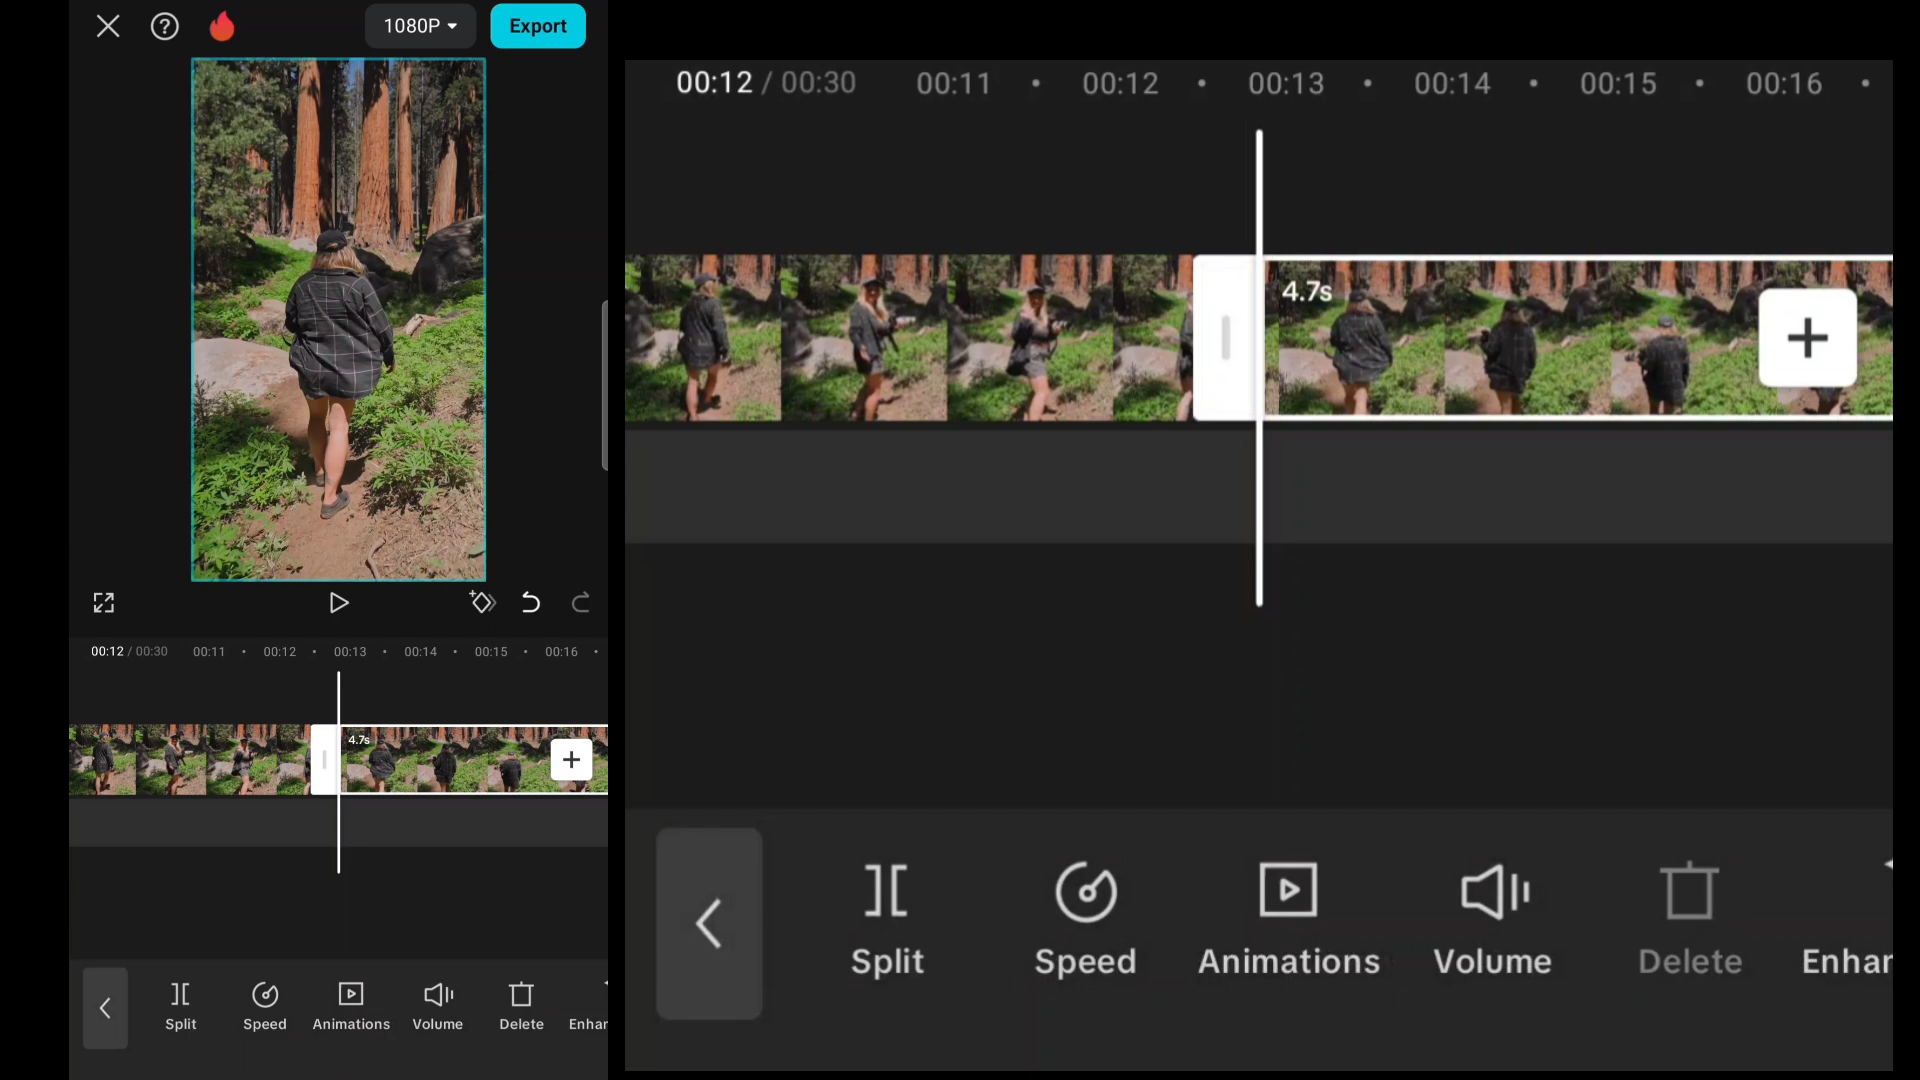 1080P
Export
00:12 / 00:30 00:11 00:12 00:13 00:14 00:15 00:16
4.7s
Split Speed Animations Volume Delete Enhan
00:12 / 00:30 00:11 00:12 00:13 00:14 00:15 00:16
4.7s
Split Speed Animations Volume Delete Enhan